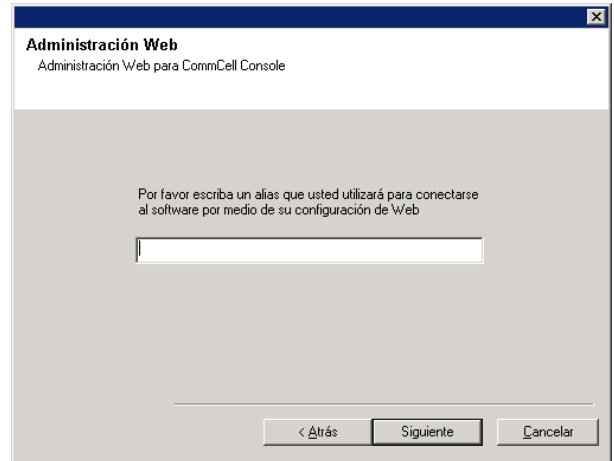 Administración Web
Administración Web para CommCell Console
Por favor escriba un alias que usted utilizará para conectarse
al software por medio de su configuración de Web
< Atrás
Siguiente
Cancelar